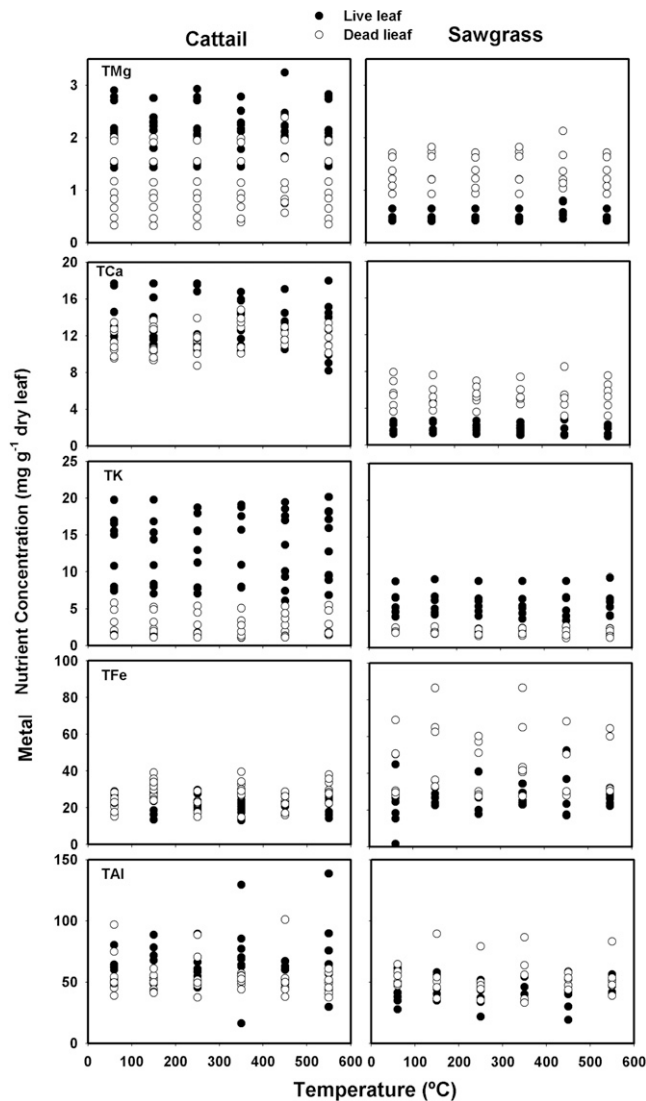 Live leaf
Dead lieaf
Cattail
Sawgrass
TMg
3
2
1
0
TCa
20
16
12
8
4
0
TK
25
20
15
10
5
0
TFe
100
80
60
40
20
0
TAl
150
100
50
0
0 100 200 300 400 500 600
0 100 200 300 400 500 600
Temperature (ºC)
Metal Nutrient Concentration (mg g-1 dry leaf)